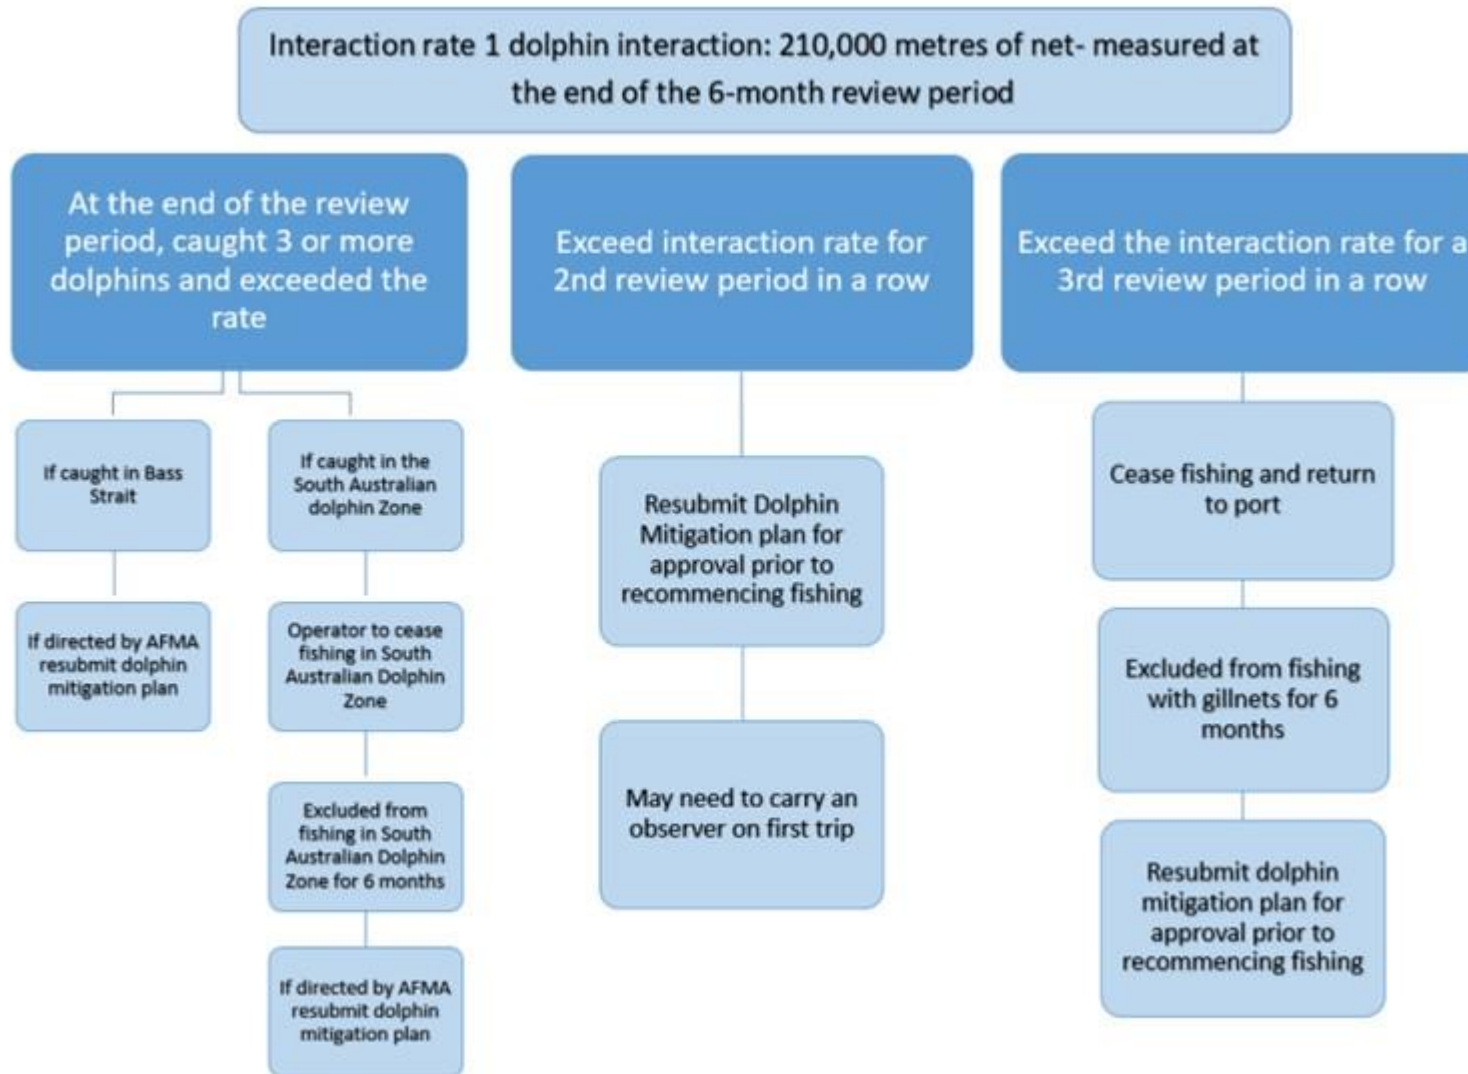 Interaction rate 1 dolphin interaction: 210,000 metres of net- measured at
the end of the 6-month review period
At the end of the review
period, caught 3 or more
dolphins and exceeded the
rate
If caught in Bass
Strait
If directed by AFMA
resubmit dolphin
mitigation plan
If caught in the
South Australian
dolphin Zone
Operator to cease
fishing in South
Australian Dolphin
Zone
Excluded from
fishing in South
Australian Dolphin
Zone for 6 months
If directed by AFMA
resubmit dolphin
mitigation plan
Exceed interaction rate for
2nd review period in a row
Resubmit Dolphin
Mitigation plan for
approval prior to
recommencing fishing
May need to carry an
observer on first trip
Exceed the interaction rate for a
3rd review period in a row
Cease fishing and return
to port
Excluded from fishing
with gillnets for 6
months
Resubmit dolphin
mitigation plan for
approval prior to
recommencing fishing